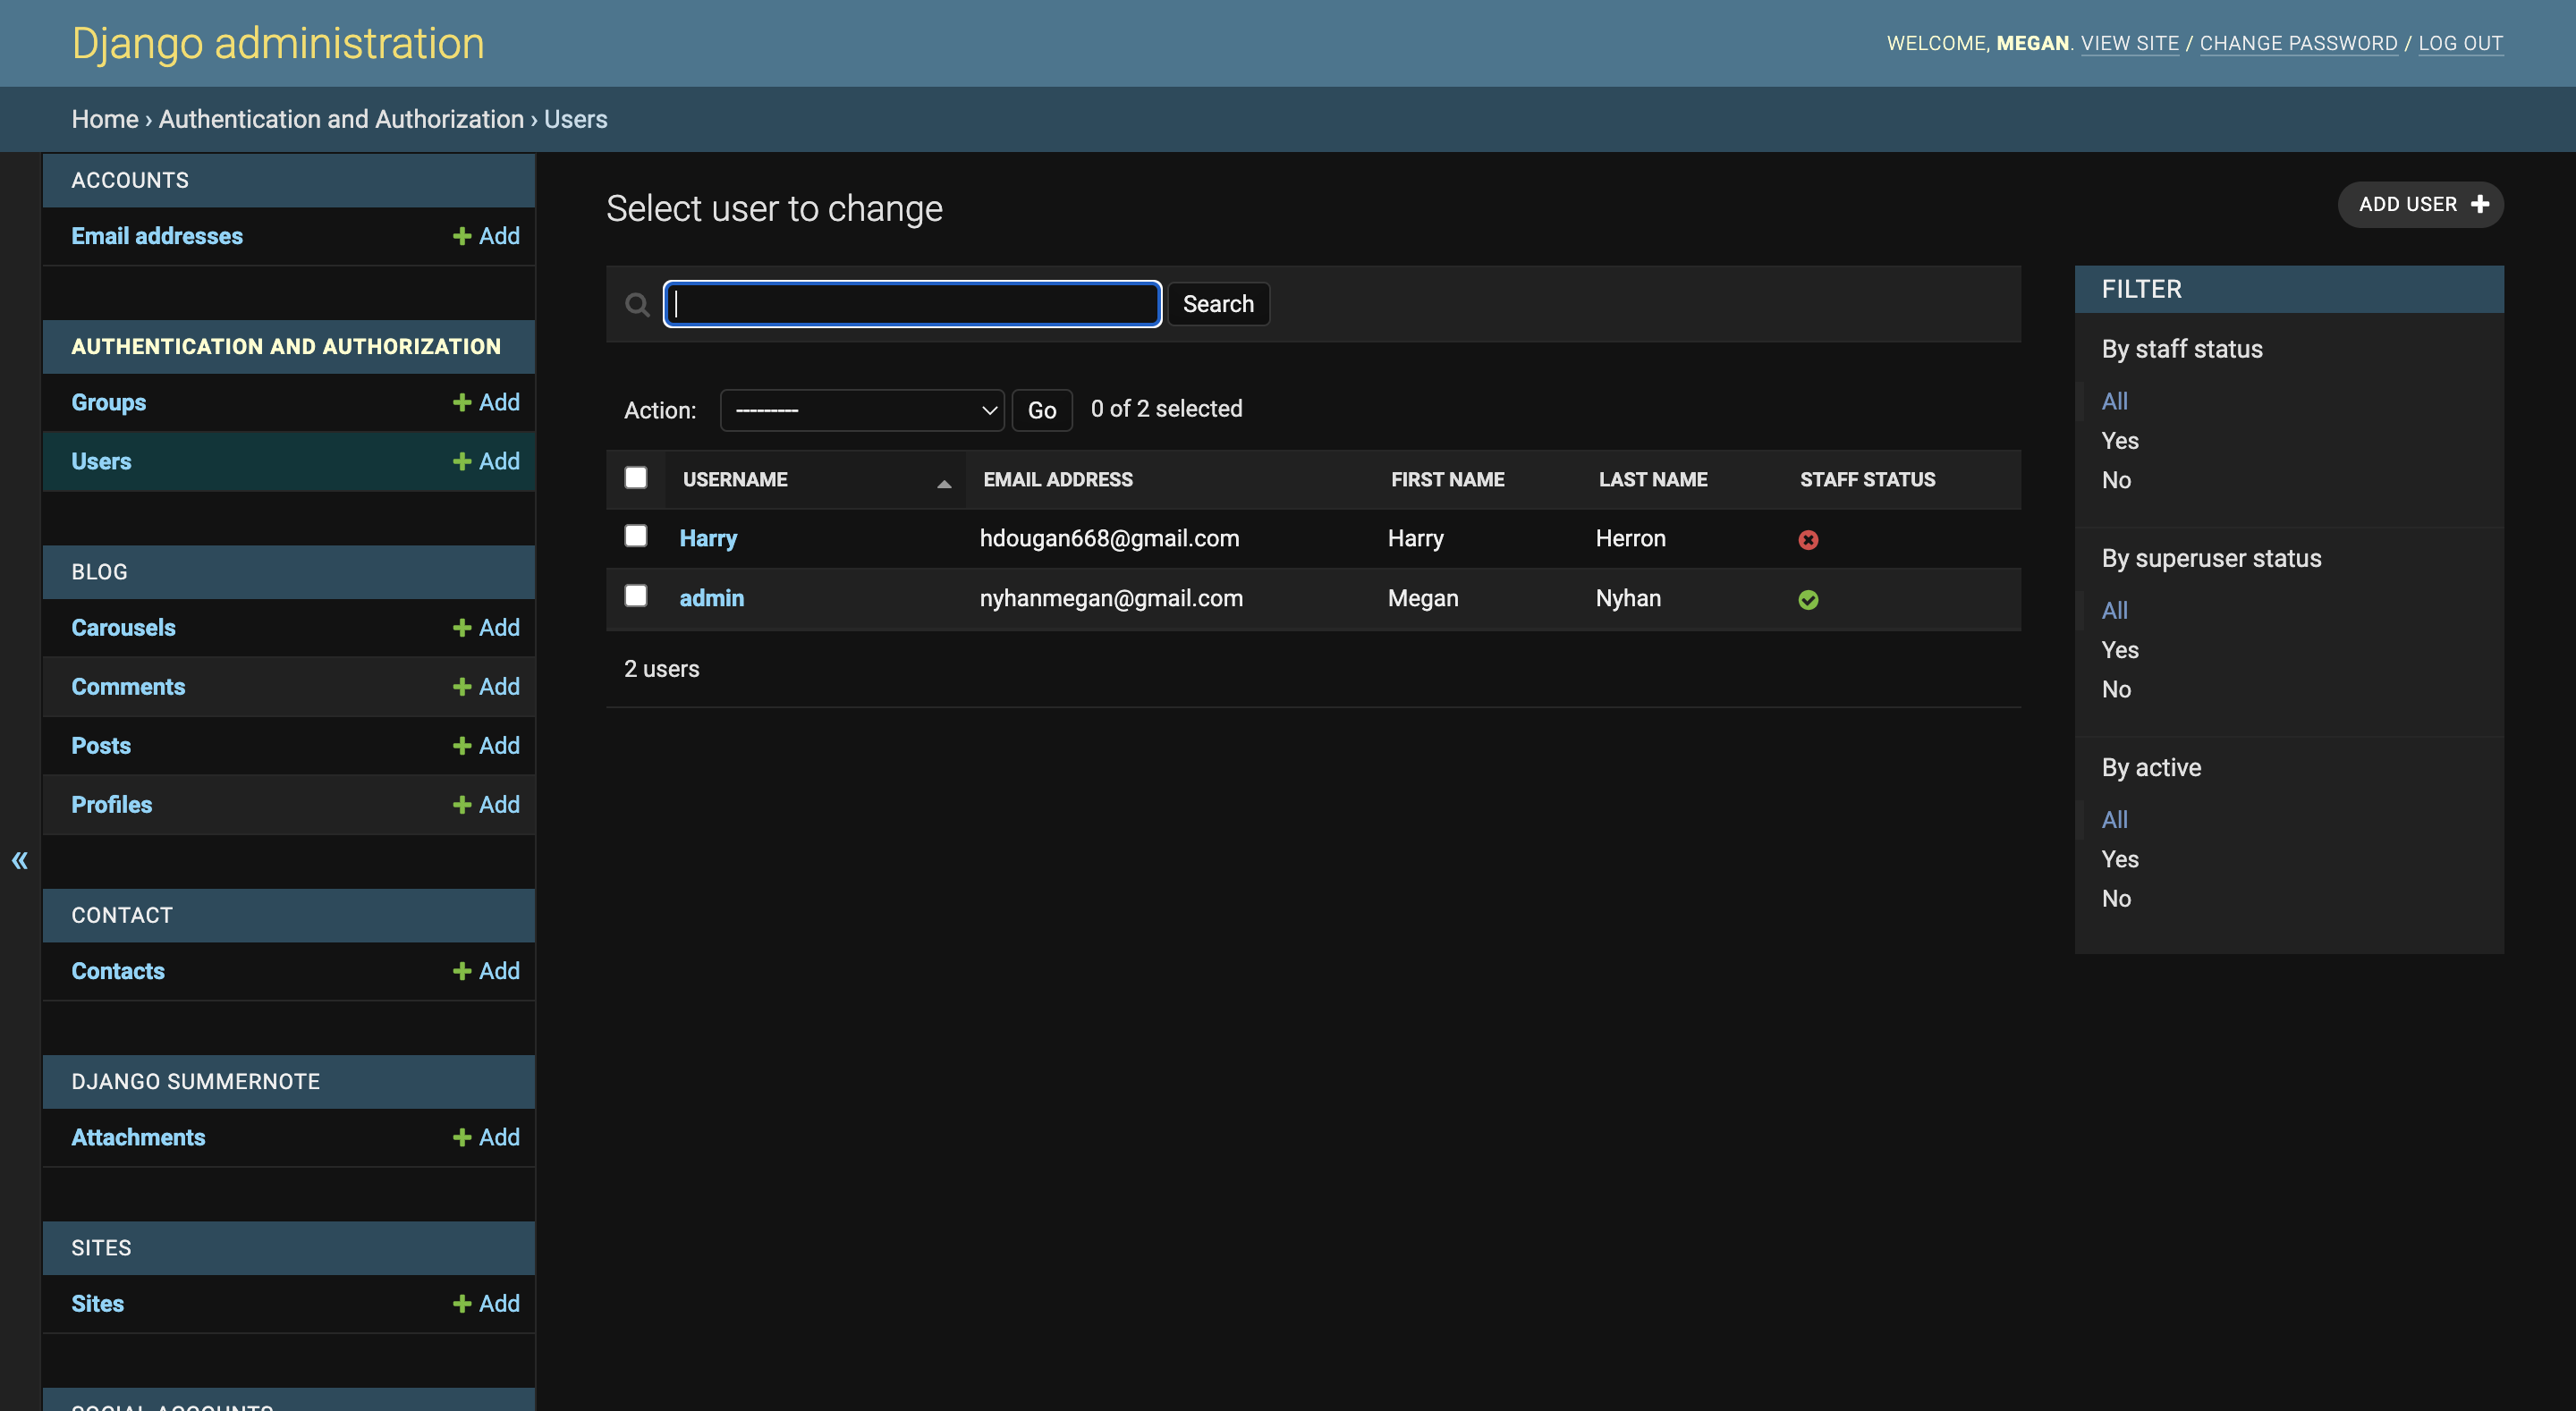 Django administration
WELCOME, MEGAN. VIEW SITE / CHANGE PASSWORD / LOG OUT
Home › Authentication and Authorization › Users
ACCOUNTS
Email addresses + Add
AUTHENTICATION AND AUTHORIZATION
Groups + Add
Users + Add
BLOG
Carousels + Add
Comments + Add
Posts + Add
Profiles + Add
«
CONTACT
Contacts + Add
DJANGO SUMMERNOTE
Attachments + Add
SITES
Sites + Add
SOCIAL ACCOUNTS
Select user to change
ADD USER +
Search
Action: --------- Go 0 of 2 selected
USERNAME EMAIL ADDRESS FIRST NAME LAST NAME STAFF STATUS
Harry hdougan668@gmail.com Harry Herron
admin nyhanmegan@gmail.com Megan Nyhan
2 users
FILTER
By staff status
All
Yes
No
By superuser status
All
Yes
No
By active
All
Yes
No